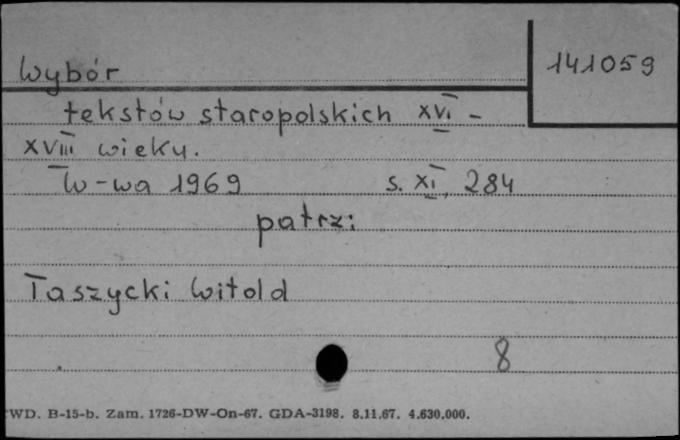 141059
Wybór
tekstów staropolskich XVI -
XVIII wieku.
W-wa 1969 s. XI, 284
patrz:
Taszycki Witold
8
WD. B-15-b. Zam. 1726-DW-On-67. GDA-3198. 8.11.67. 4.630.000.